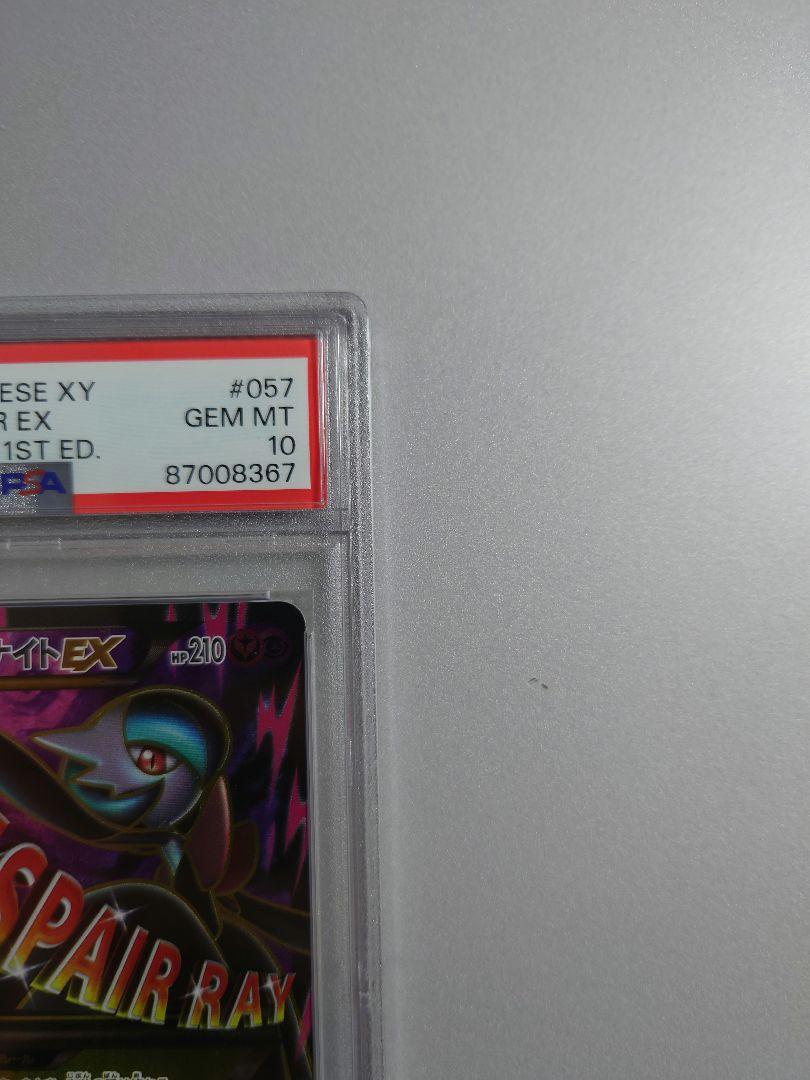 ESE XY #057
R EX GEM MT
1ST ED. 10
PSA 87008367
ナイトEX HP210
SPAIR RAY